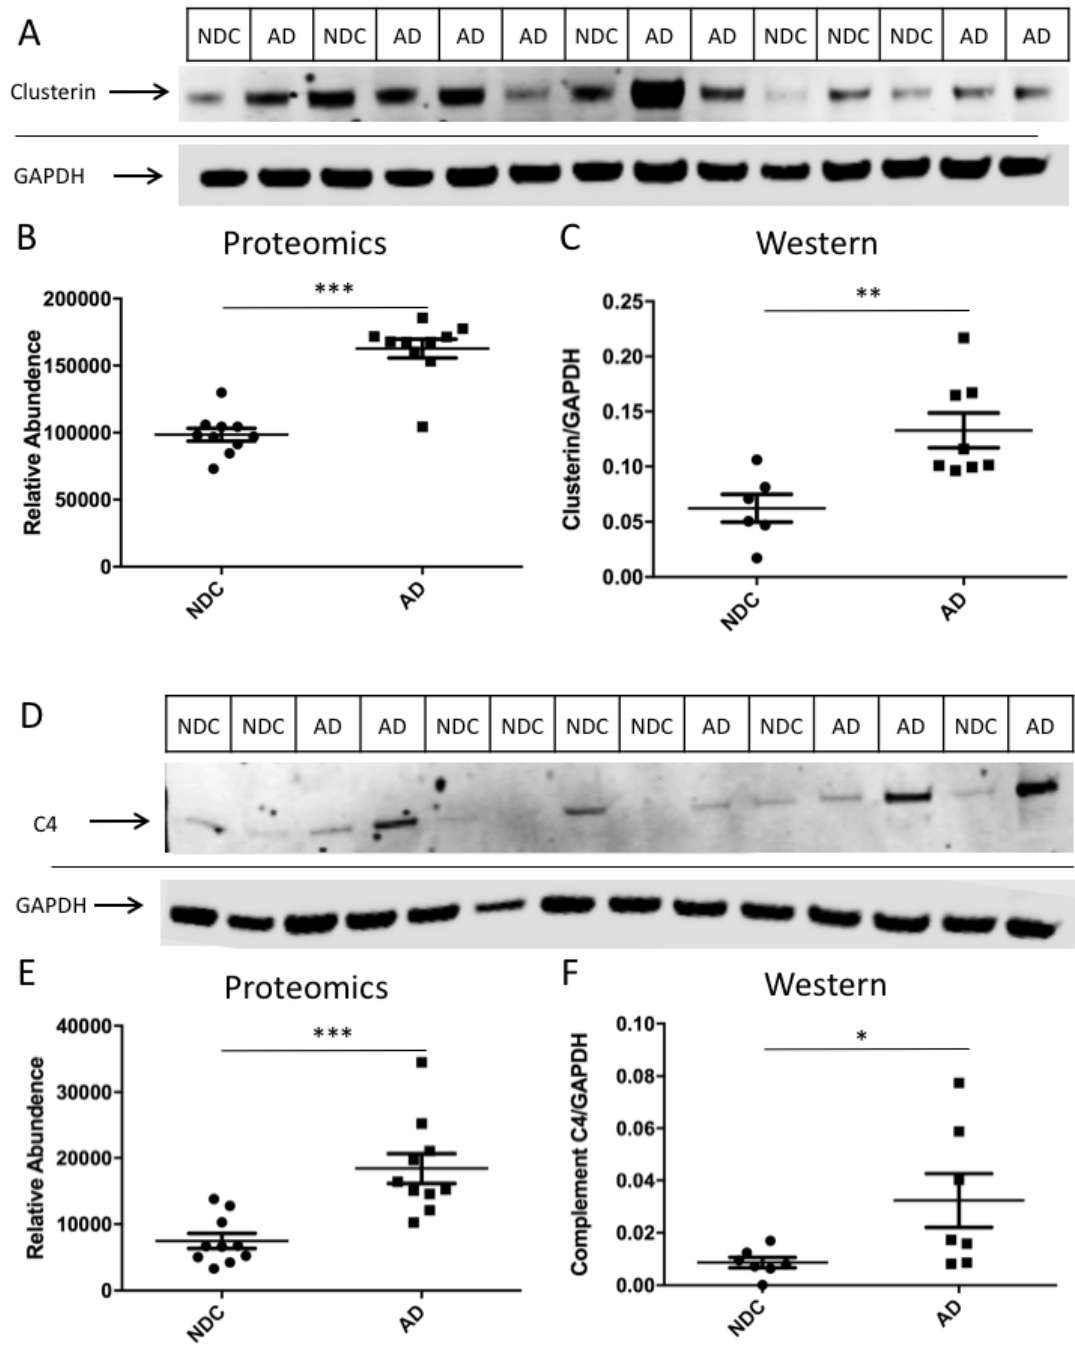 A
NDC AD NDC AD AD AD NDC AD AD NDC NDC NDC AD AD
Clusterin
GAPDH
B
Proteomics
***
Relative Abundance
200000
150000
100000
50000
0
NDC
AD
C
Western
**
Clusterin/GAPDH
0.25
0.20
0.15
0.10
0.05
0.00
NDC
AD
D
NDC NDC AD AD NDC NDC NDC NDC AD NDC AD AD NDC AD
C4
GAPDH
E
Proteomics
***
Relative Abundence
40000
30000
20000
10000
0
NDC
AD
F
Western
*
Complement C4/GAPDH
0.10
0.08
0.06
0.04
0.02
0.00
NDC
AD